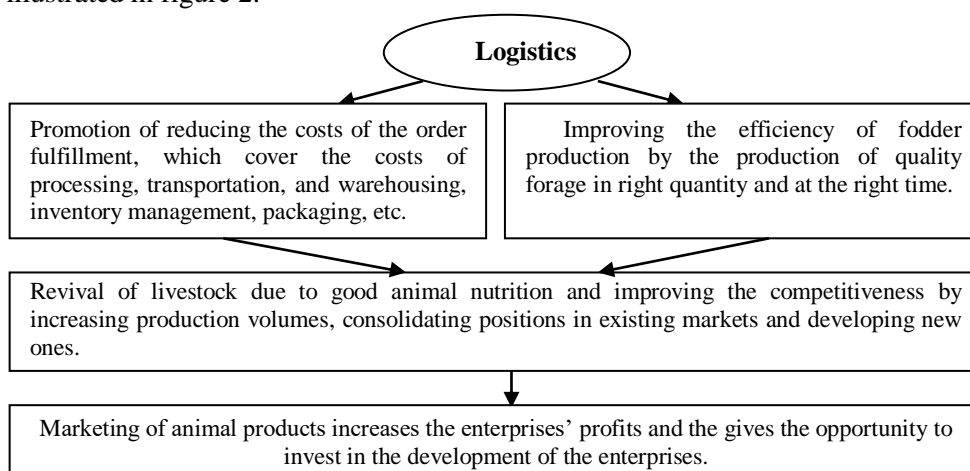 illustrated in figure 2.
Logistics
Promotion of reducing the costs of the order
fulfillment, which cover the costs of
processing, transportation, and warehousing,
inventory management, packaging, etc.
Improving the efficiency of fodder
production by the production of quality
forage in right quantity and at the right time.
Revival of livestock due to good animal nutrition and improving the competitiveness by
increasing production volumes, consolidating positions in existing markets and developing new
ones.
Marketing of animal products increases the enterprises’ profits and the gives the opportunity to
invest in the development of the enterprises.